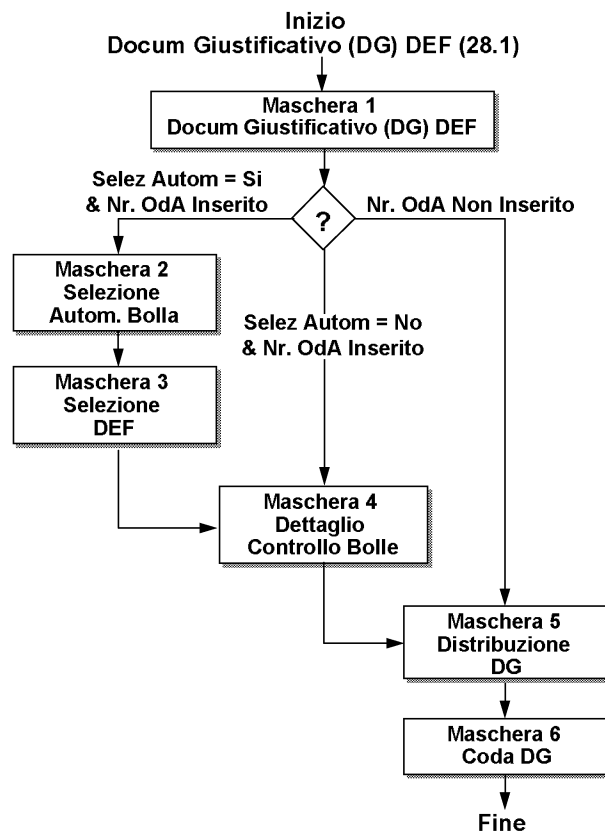 Inizio
Docum Giustificativo (DG) DEF (28.1)
Maschera 1
Docum Giustificativo (DG) DEF
Selez Autom = Si
& Nr. OdA Inserito
?
Nr. OdA Non Inserito
Maschera 2
Selezione
Autom. Bolla
Selez Autom = No
& Nr. OdA Inserito
Maschera 3
Selezione
DEF
Maschera 4
Dettaglio
Controllo Bolle
Maschera 5
Distribuzione
DG
Maschera 6
Coda DG
Fine